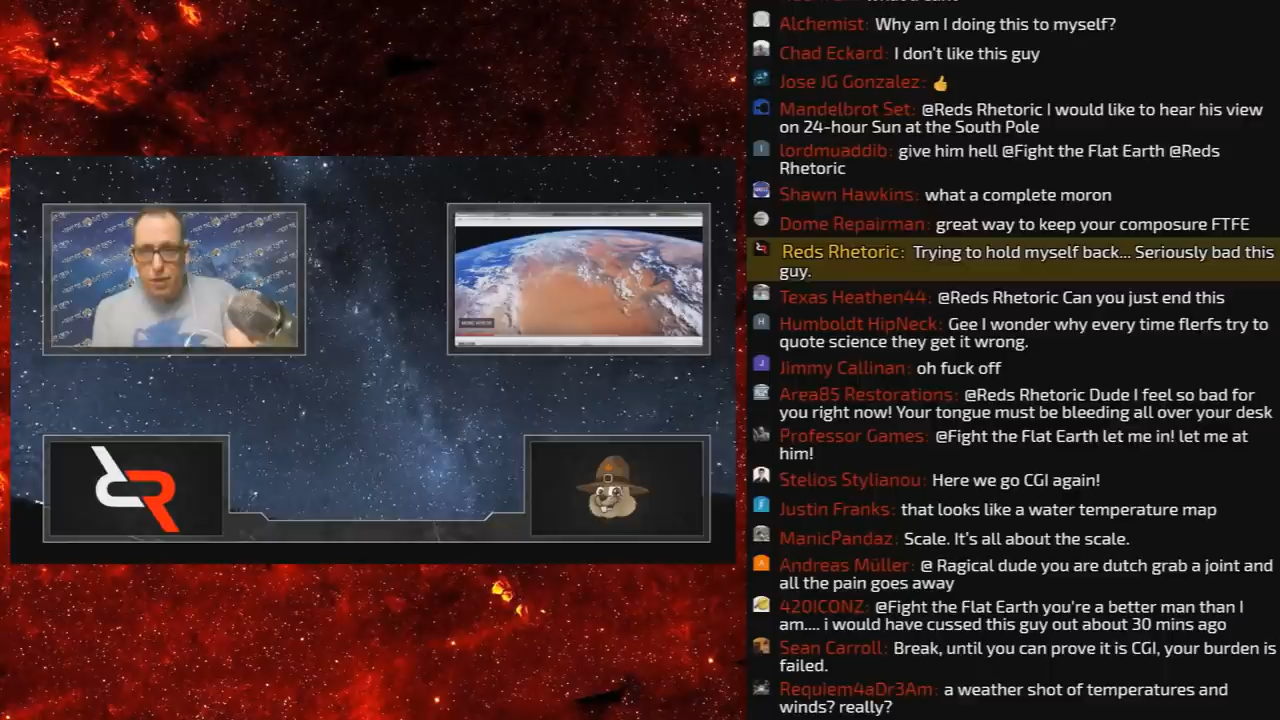 Alchemist: Why am I doing this to myself?
Chad Eckard: I don't like this guy
Jose JG Gonzalez: 👍
Mandelbrot Set: @Reds Rhetoric I would like to hear his view
on 24-hour Sun at the South Pole
lordmuaddib: give him hell @Fight the Flat Earth @Reds
Rhetoric
Shawn Hawkins: what a complete moron
Dome Repairman: great way to keep your composure FTFE
Reds Rhetoric: Trying to hold myself back... Seriously bad this
guy.
Texas Heathen44: @Reds Rhetoric Can you just end this
Humboldt HipNeck: Gee I wonder why every time flerfs try to
quote science they get it wrong.
Jimmy Callinan: oh fuck off
Area85 Restorations: @Reds Rhetoric Dude I feel so bad for
you right now! Your tongue must be bleeding all over your desk
Professor Games: @Fight the Flat Earth let me in! let me at
him!
Stelios Stylianou: Here we go CGI again!
Justin Franks: that looks like a water temperature map
ManicPandaz: Scale. It's all about the scale.
Andreas Müller: @ Ragical dude you are dutch grab a joint and
all the pain goes away
420ICONZ: @Fight the Flat Earth you're a better man than I
am.... i would have cussed this guy out about 30 mins ago
Sean Carroll: Break, until you can prove it is CGI, your burden is
failed.
Requiem4aDr3Am: a weather shot of temperatures and
winds? really?